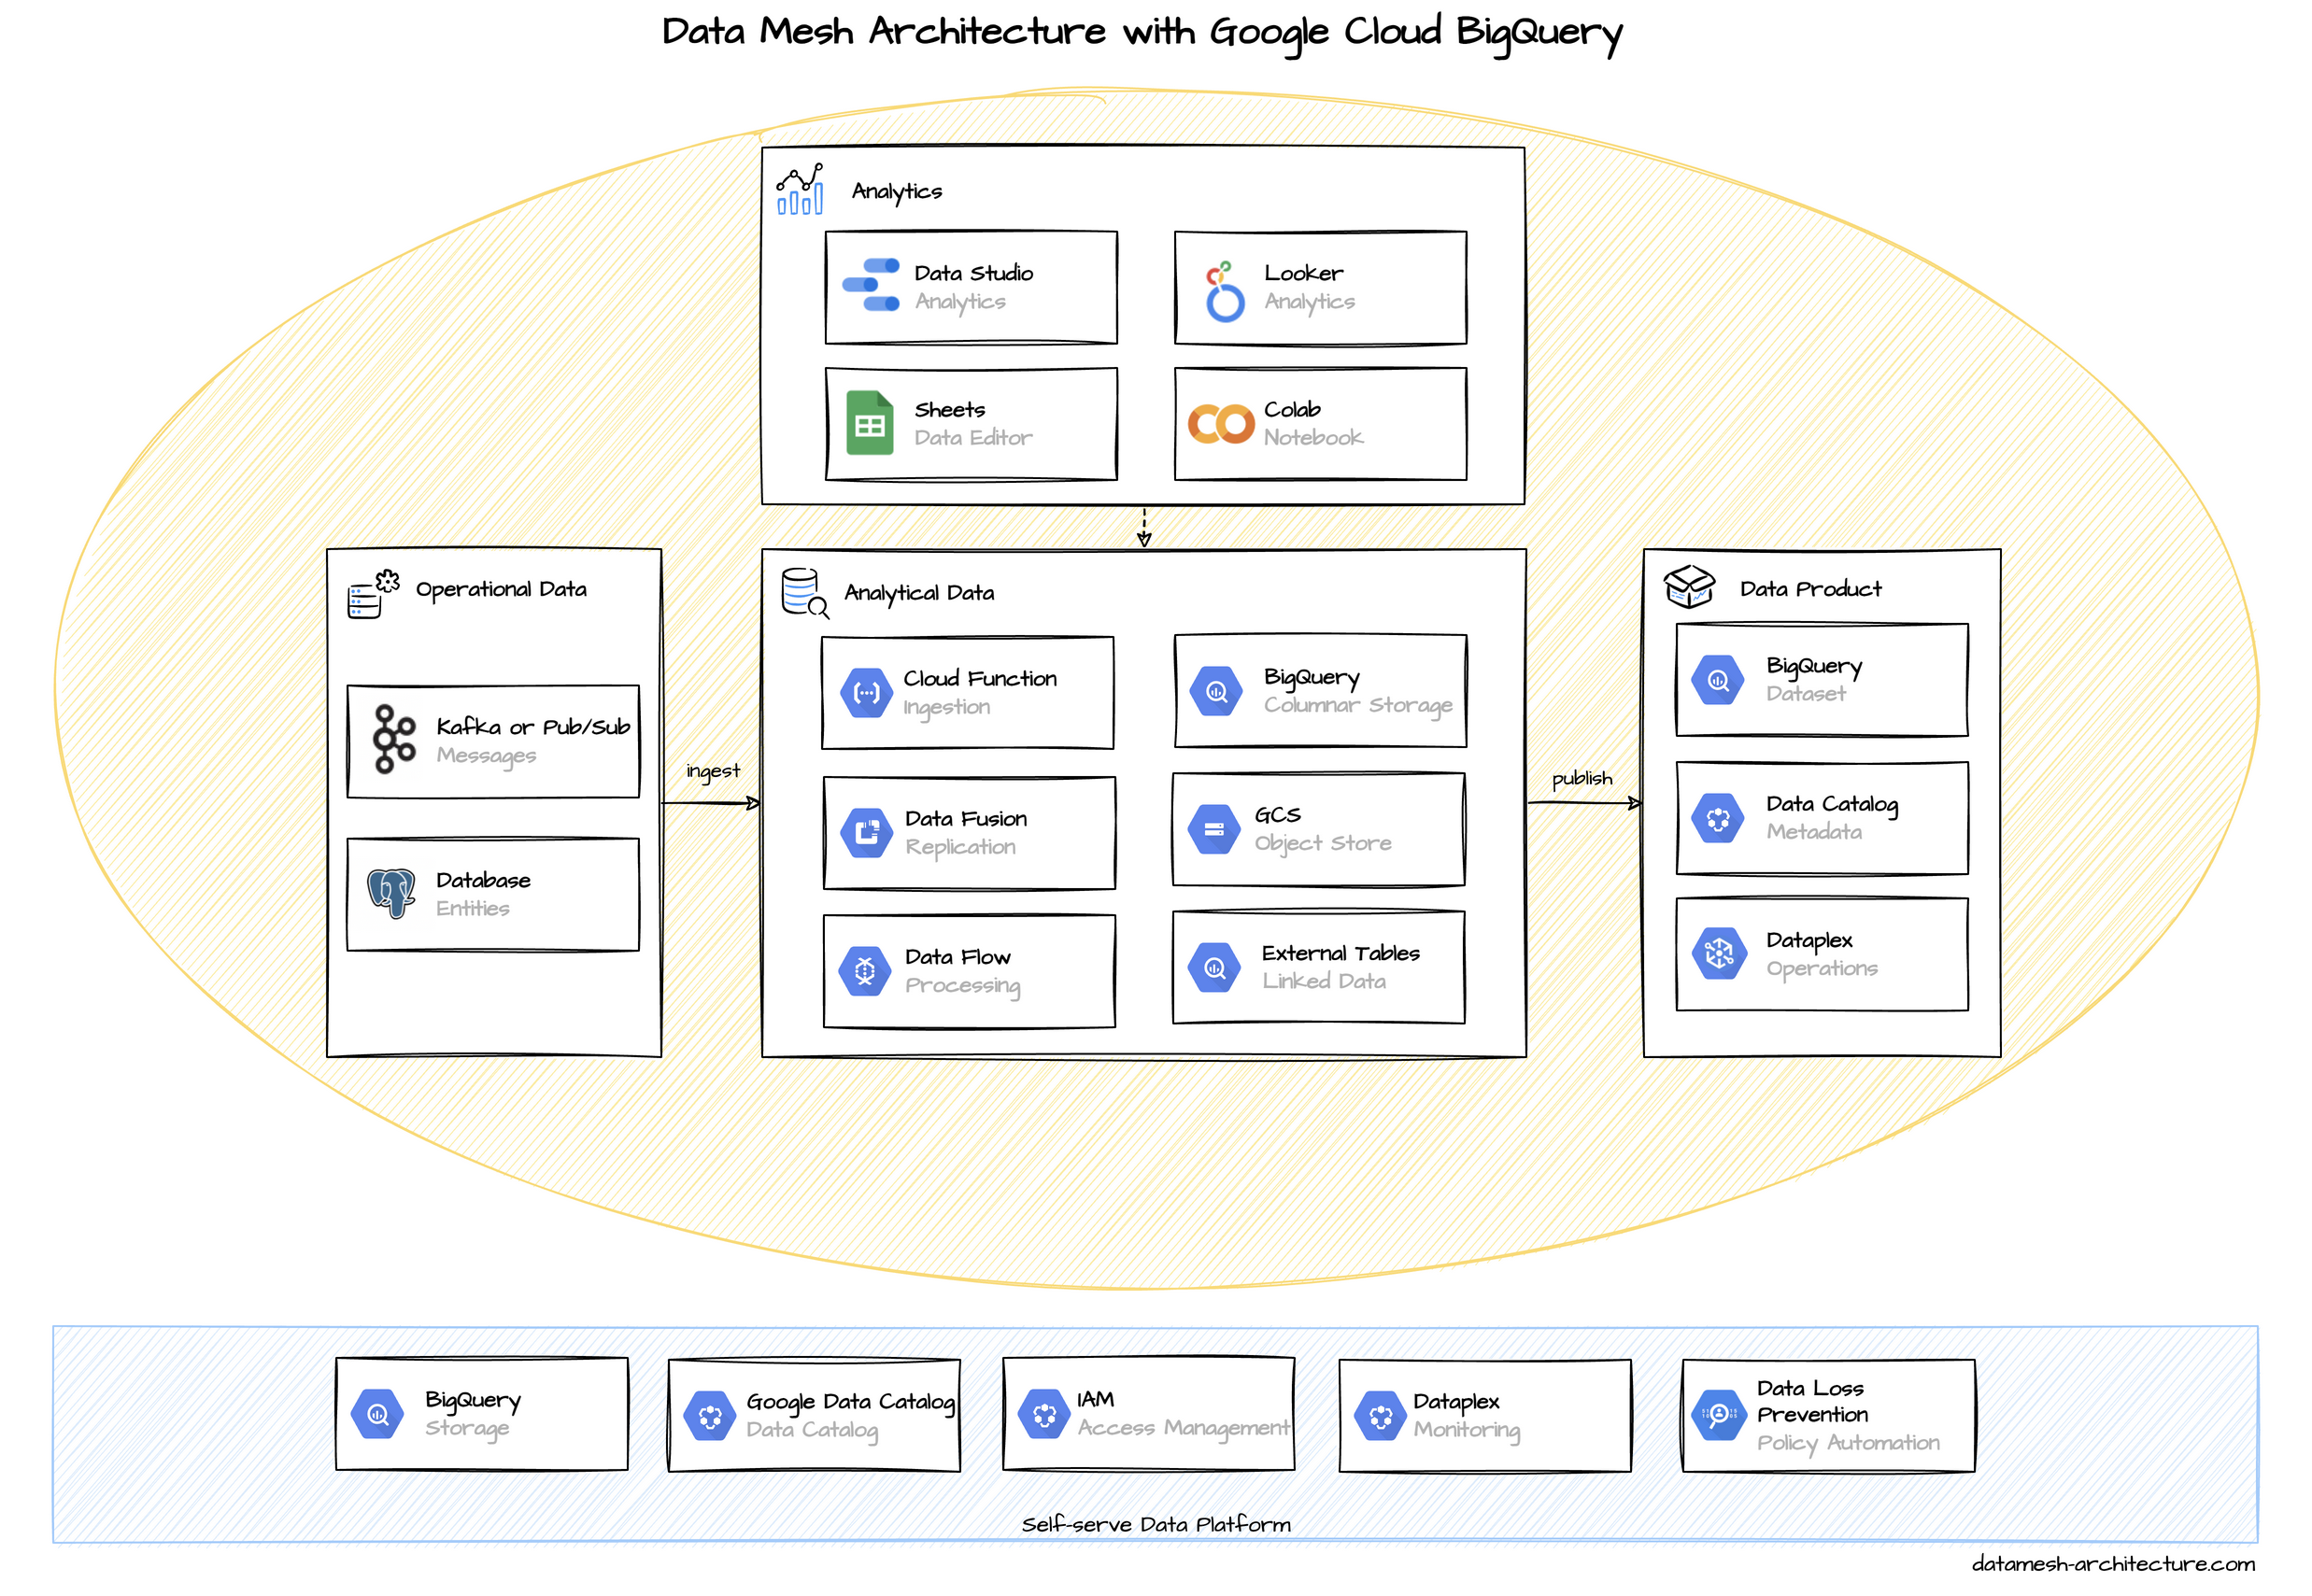 Data Mesh Architecture with Google Cloud BigQuery
Analytics
Data Studio
Analytics
Looker
Analytics
Sheets
Data Editor
Colab
Notebook
Operational Data
Kafka or Pub/Sub
Messages
Database
Entities
ingest
Analytical Data
Cloud Function
Ingestion
BigQuery
Columnar Storage
Data Fusion
Replication
GCS
Object Store
Data Flow
Processing
External Tables
Linked Data
publish
Data Product
BigQuery
Dataset
Data Catalog
Metadata
Dataplex
Operations
BigQuery
Storage
Google Data Catalog
Data Catalog
IAM
Access Management
Dataplex
Monitoring
Data Loss
Prevention
Policy Automation
Self-serve Data Platform
datamesh-architecture.com